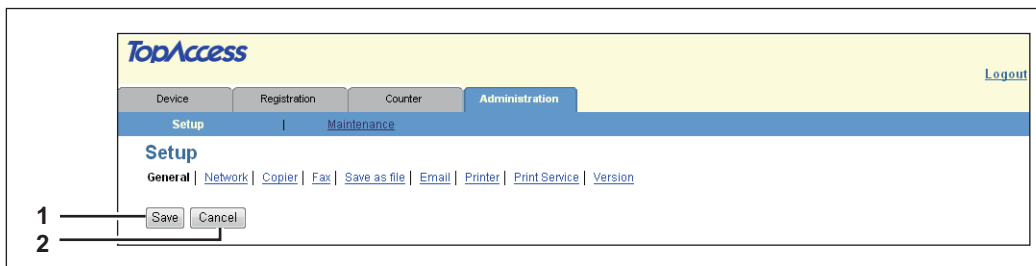 TopAccess
Logout
Device Registration Counter Administration
Setup | Maintenance
Setup
General | Network | Copier | Fax | Save as file | Email | Printer | Print Service | Version
1 Save Cancel
2